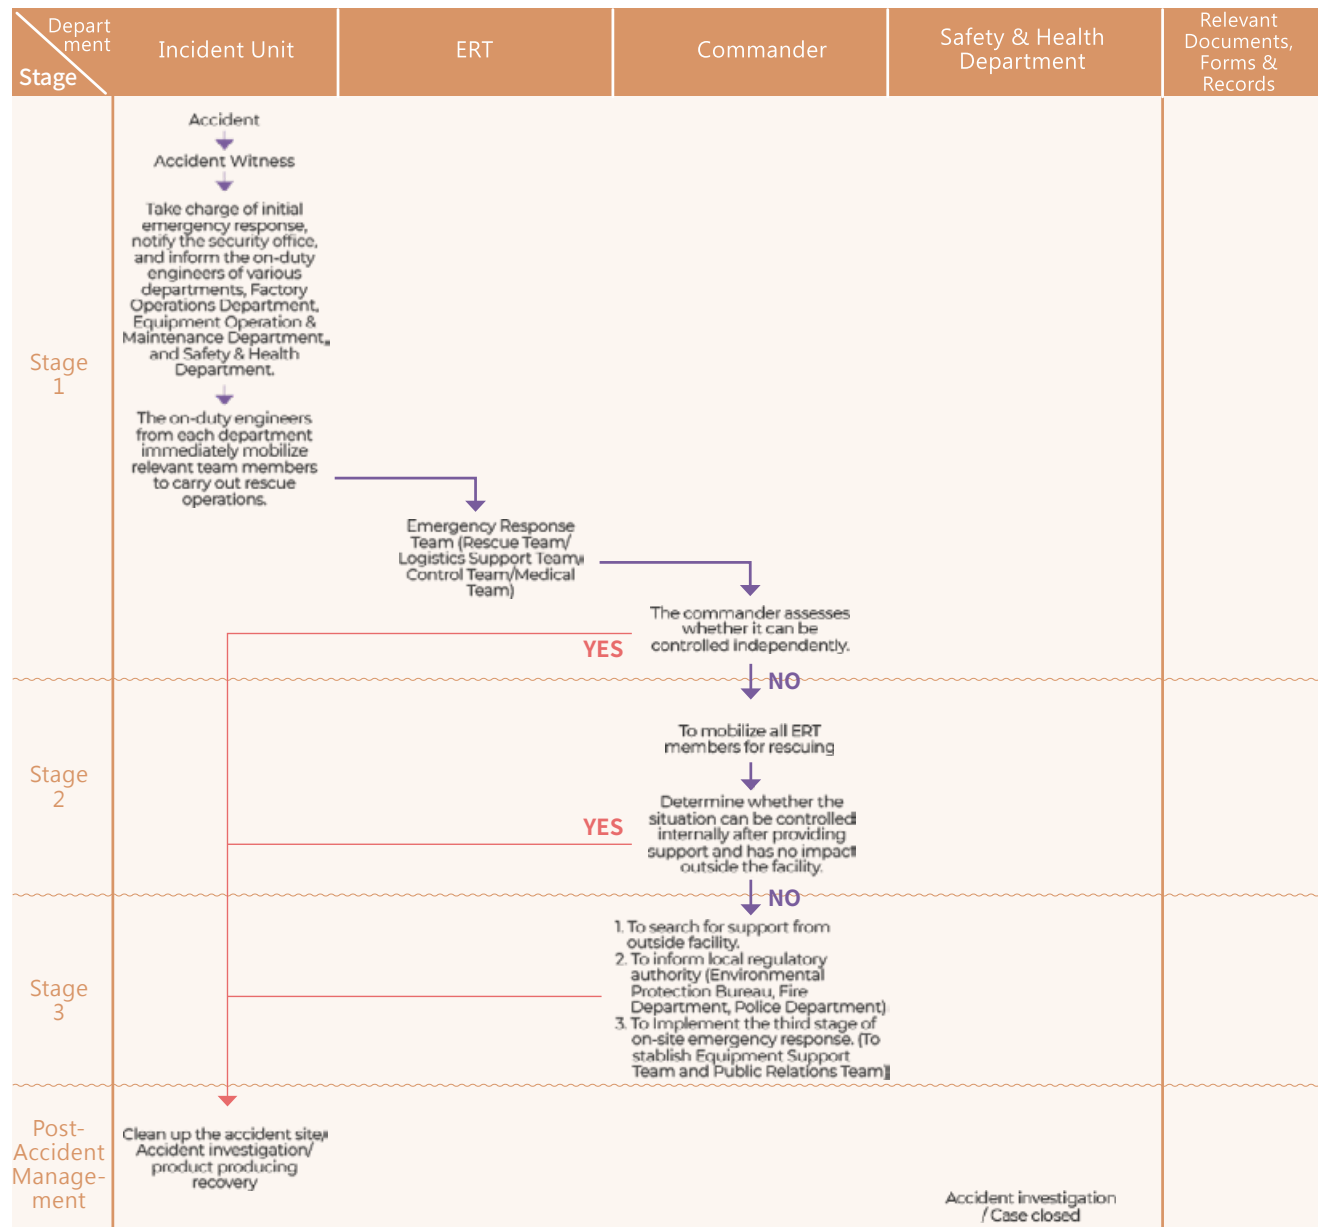 Depart
ment
Stage
Incident Unit
ERT
Commander
Safety & Health
Department
Relevant
Documents,
Forms &
Records
Stage
1
Accident
Accident Witness
Take charge of initial
emergency response,
notify the security office,
and inform the on-duty
engineers of various
departments, Factory
Operations Department,
Equipment Operation &
Maintenance Department,
and Safety & Health
Department.
The on-duty engineers
from each department
immediately mobilize
relevant team members
to carry out rescue
operations.
Emergency Response
Team (Rescue Team/
Logistics Support Team/
Control Team/Medical
Team)
The commander assesses
whether it can be
controlled independently.
YES
NO
Stage
2
To mobilize all ERT
members for rescuing
Determine whether the
situation can be controlled
internally after providing
support and has no impact
outside the facility.
YES
NO
Stage
3
1. To search for support from
outside facility.
2. To inform local regulatory
authority (Environmental
Protection Bureau, Fire
Department, Police Department)
3. To Implement the third stage of
on-site emergency response. (To
stablish Equipment Support
Team and Public Relations Team)
Post-
Accident
Manage-
ment
Clean up the accident site/
Accident investigation/
product producing
recovery
Accident investigation
/ Case closed